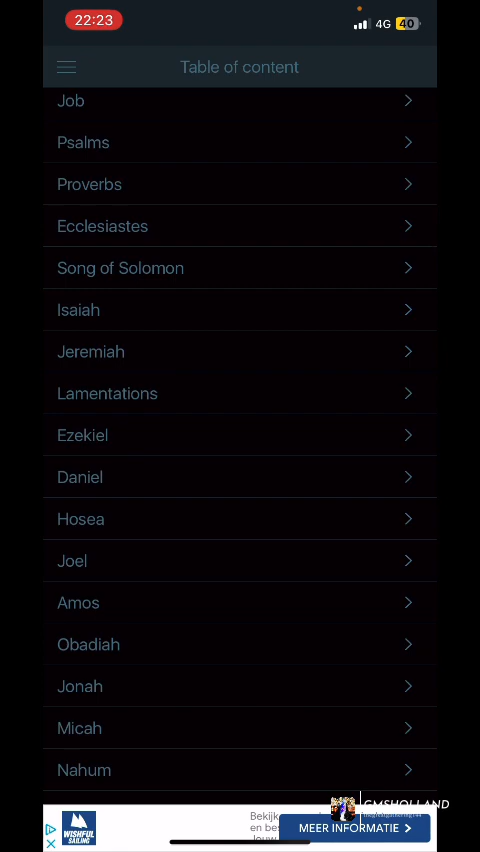 22:23
4G 40
Table of content
Job
Psalms
Proverbs
Ecclesiastes
Song of Solomon
Isaiah
Jeremiah
Lamentations
Ezekiel
Daniel
Hosea
Joel
Amos
Obadiah
Jonah
Micah
Nahum
WISHFUL
SAILING
Bekijk
en bes
Jouw
GMSHOLLAND
MEER INFORMATIE